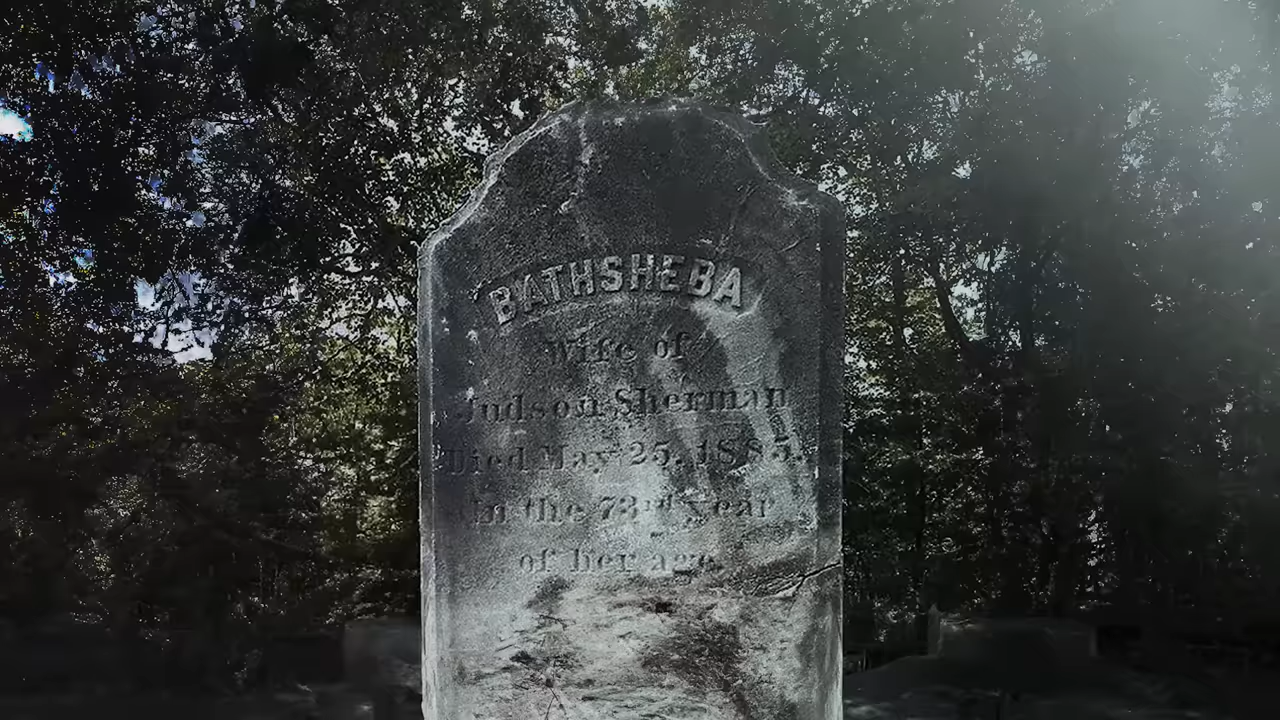 BATHSHEBA
Wife of
Judson Sherman
Died May 25, 1885.
In the 73rd Year
of her age.